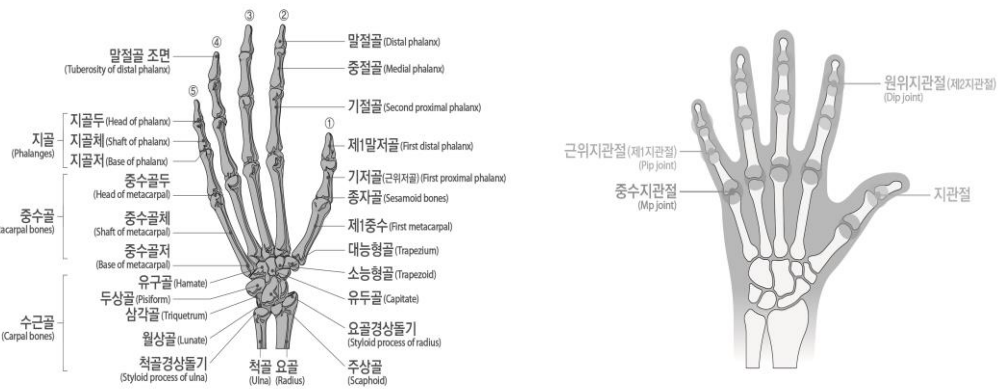 ③
②
④
⑤
①
말절골 조면
(Tuberosity of distal phalanx)
지골
(Phalanges)
지골두(Head of phalanx)
지골체(Shaft of phalanx)
지골저(Base of phalanx)
중수골
tacarpal bones)
중수골두
(Head of metacarpal)
중수골체
(Shaft of metacarpal)
중수골저
(Base of metacarpal)
수근골
(Carpal bones)
유구골(Hamate)
두상골(Pisiform)
삼각골(Triquetrum)
월상골(Lunate)
척골경상돌기
(Styloid process of ulna)
척골
(Ulna)
요골
(Radius)
말절골(Distal phalanx)
중절골(Medial phalanx)
기절골(Second proximal phalanx)
제1말저골(First distal phalanx)
기저골(근위저골)(First proximal phalanx)
종자골(Sesamoid bones)
제1중수(First metacarpal)
대능형골(Trapezium)
소능형골(Trapezoid)
유두골(Capitate)
요골경상돌기
(Styloid process of radius)
주상골
(Scaphoid)
원위지관절(제2지관절)
(Dip joint)
근위지관절(제1지관절)
(Pip joint)
중수지관절
(Mp joint)
지관절